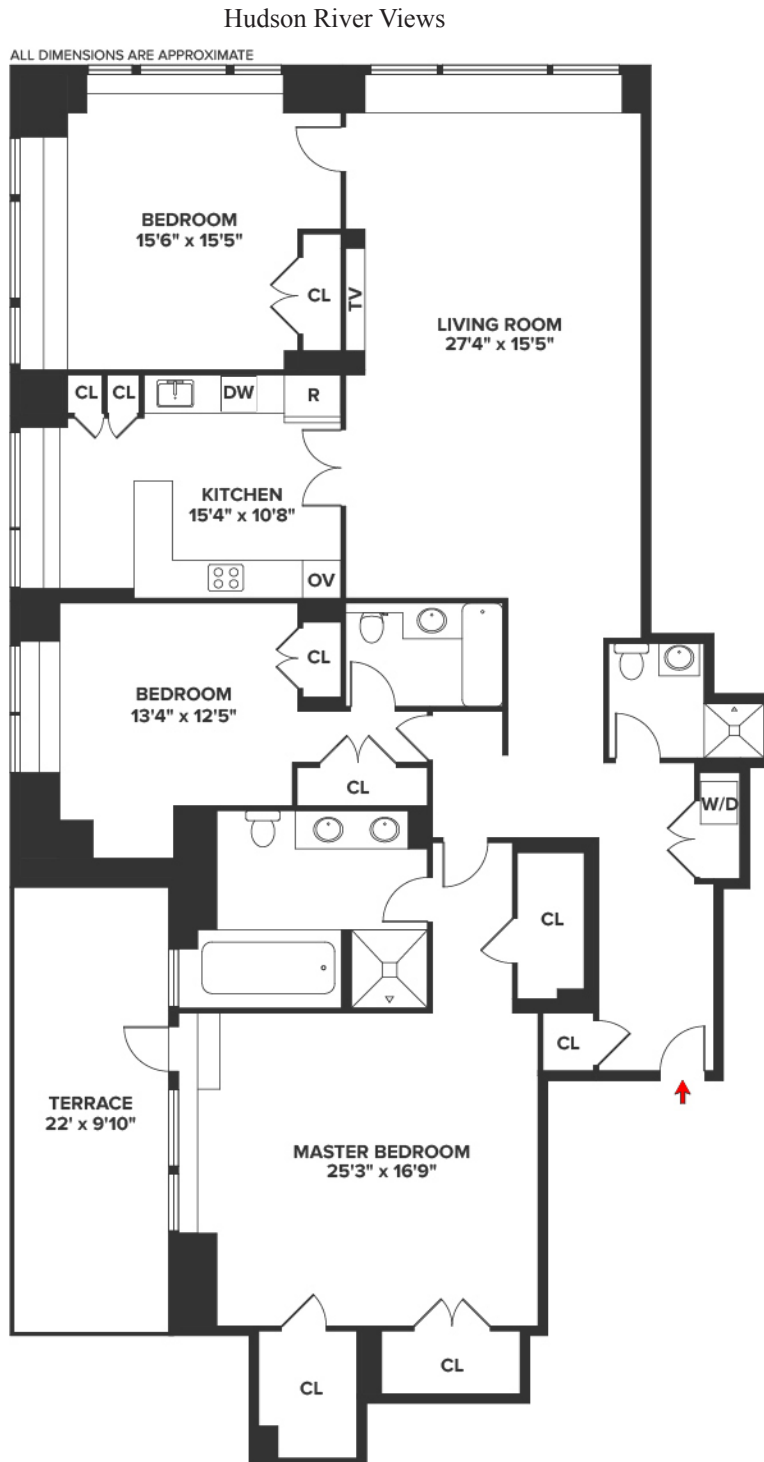 Hudson River Views
ALL DIMENSIONS ARE APPROXIMATE
BEDROOM
15'6" x 15'5"
CL
TV
LIVING ROOM
27'4" x 15'5"
CL
CL
DW
R
KITCHEN
15'4" x 10'8"
OV
CL
BEDROOM
13'4" x 12'5"
CL
W/D
CL
CL
TERRACE
22' x 9'10"
MASTER BEDROOM
25'3" x 16'9"
CL
CL